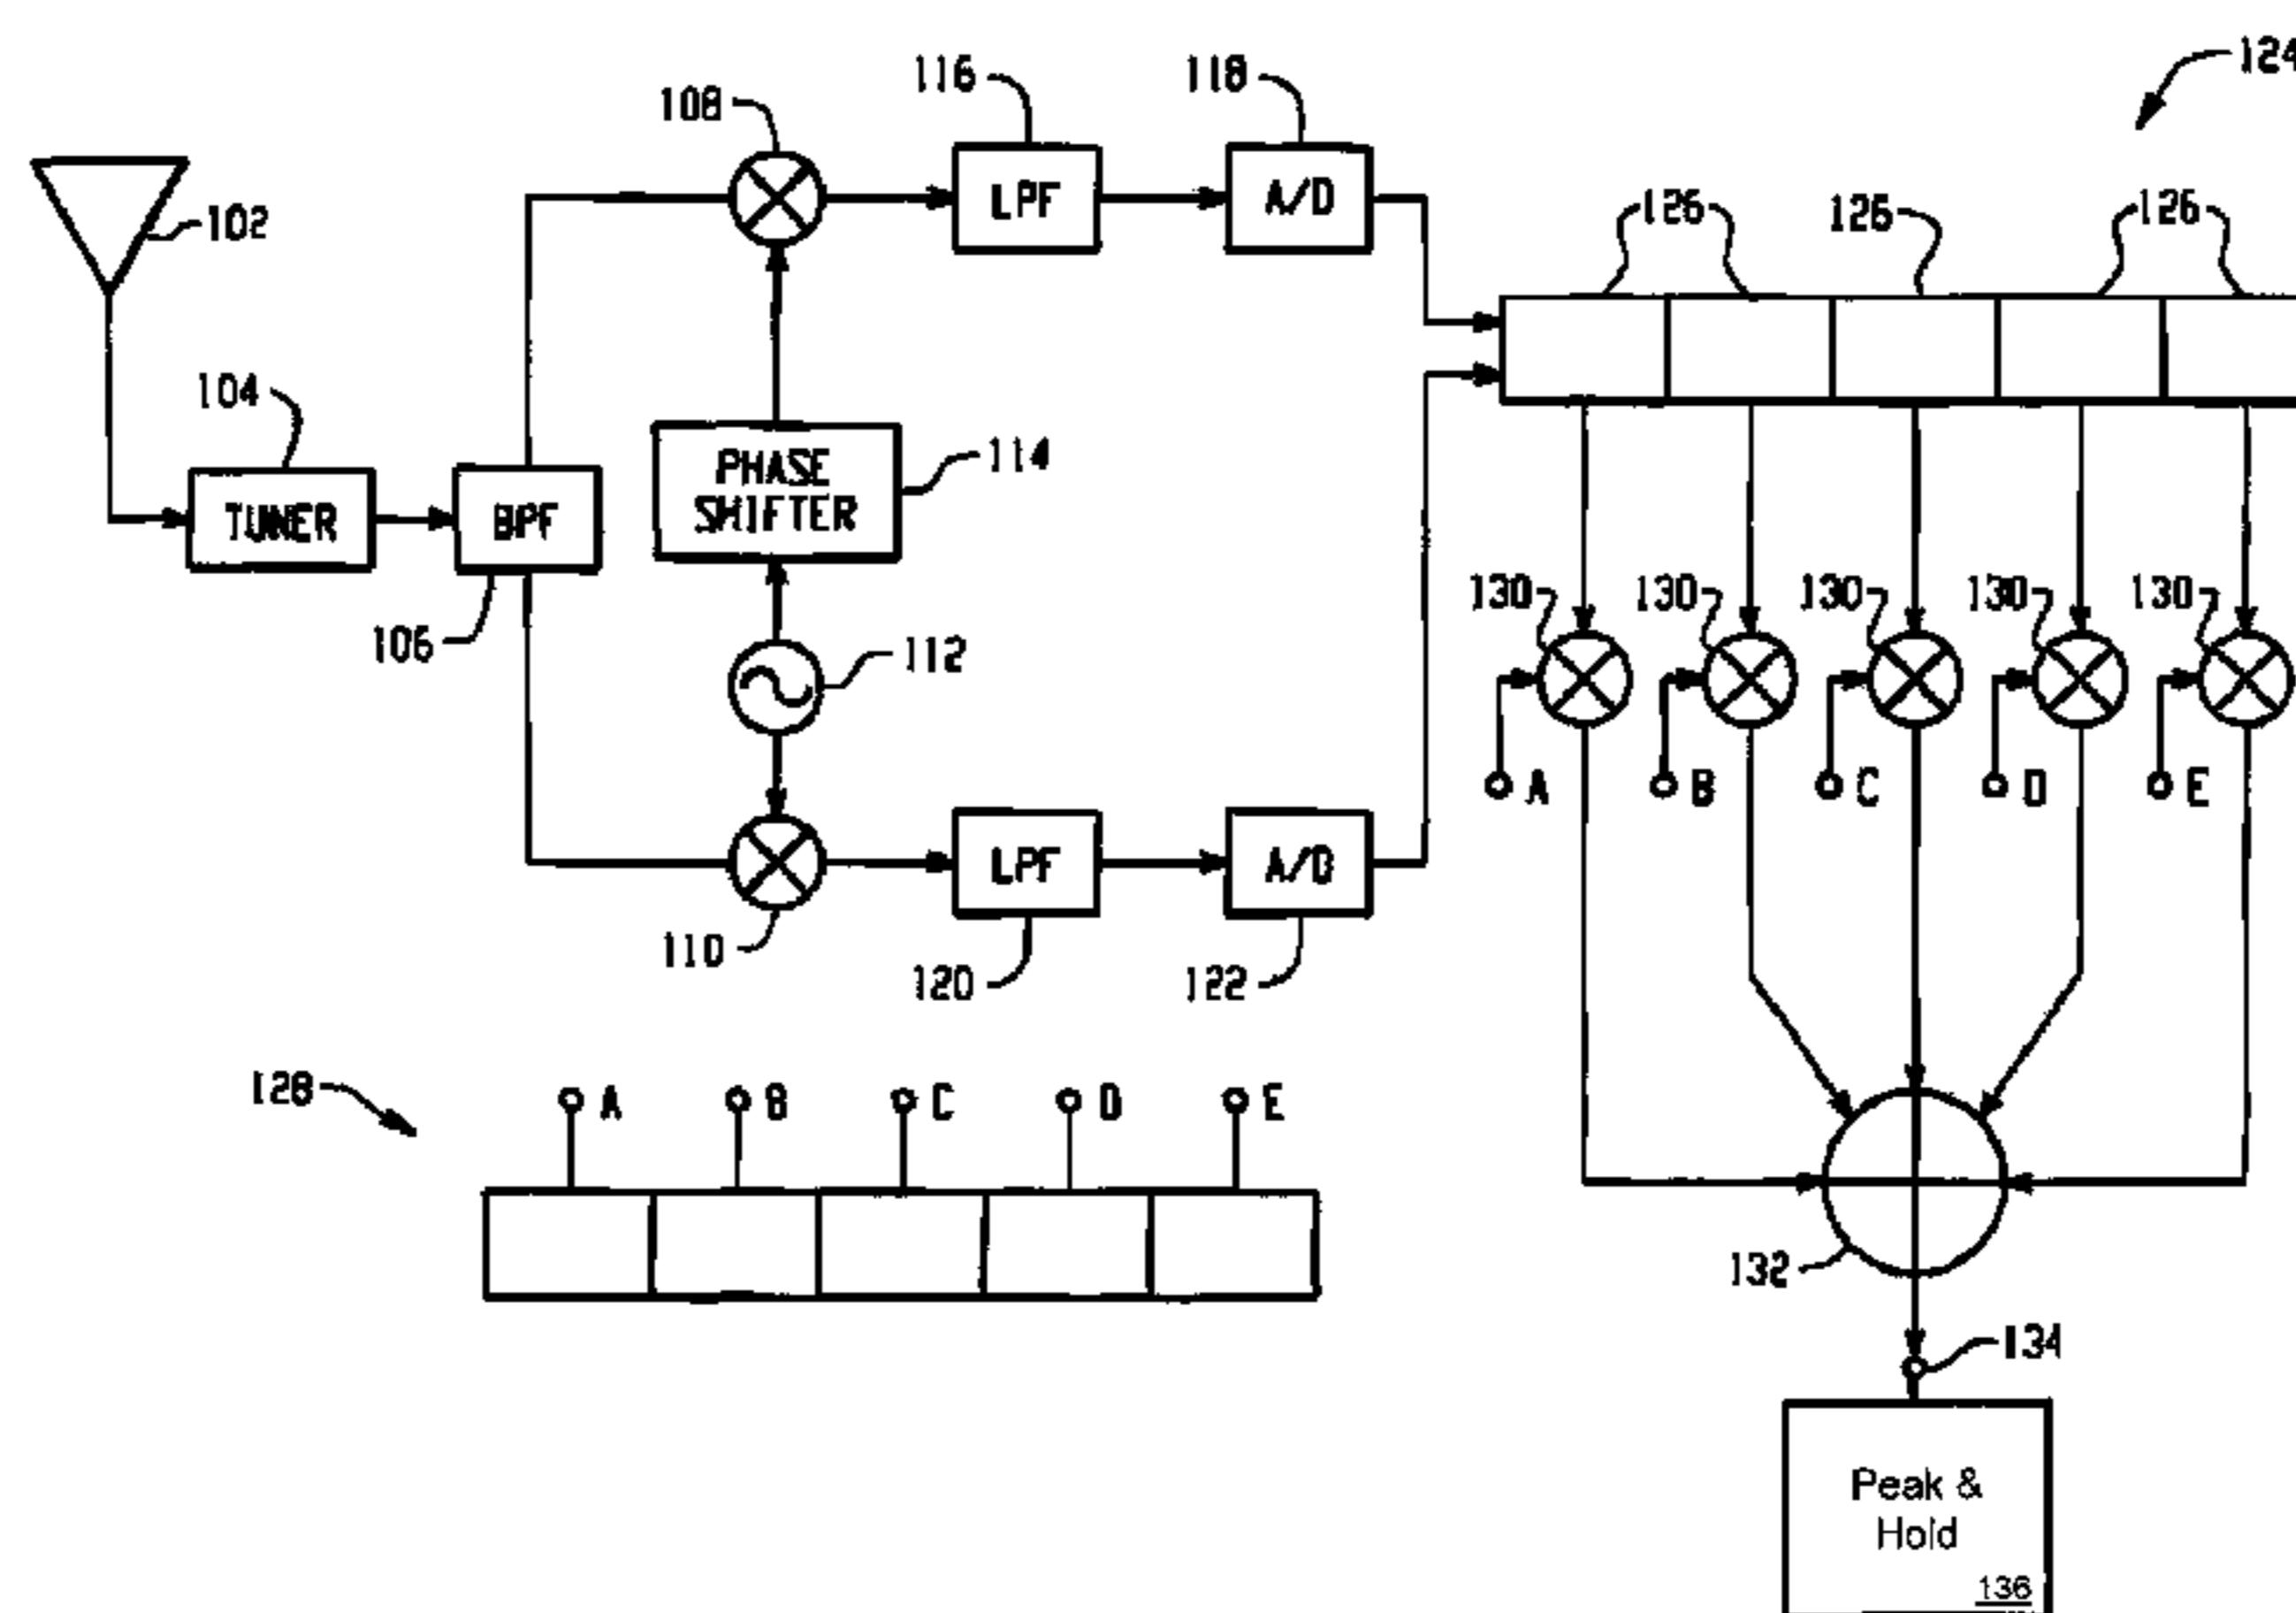 124
116
118
108
LPF
A/D
126
126
126
102
104
PHASE
SHIFTER
114
TUNER
BPF
106
112
130
130
130
130
130
A
B
C
D
E
LPF
A/D
110
120
122
128
A
B
C
D
E
132
134
Peak &
Hold
136